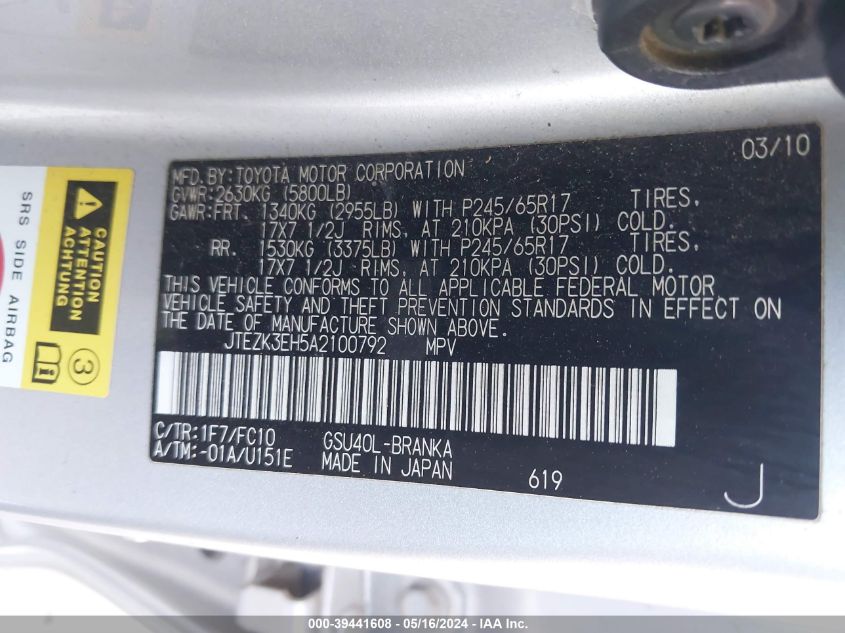 MFD. BY: TOYOTA MOTOR CORPORATION 03/10
GVWR: 2630KG (5800LB)
GAWR: FRT. 1340KG (2955LB) WITH P245/65R17 TIRES,
17X7 1/2J RIMS, AT 210KPA (30PSI) COLD.
RR. 1530KG (3375LB) WITH P245/65R17 TIRES,
17X7 1/2J RIMS, AT 210KPA (30PSI) COLD.
THIS VEHICLE CONFORMS TO ALL APPLICABLE FEDERAL MOTOR
VEHICLE SAFETY AND THEFT PREVENTION STANDARDS IN EFFECT ON
THE DATE OF MANUFACTURE SHOWN ABOVE.
JTEZK3EH5A2100792 MPV
C/TR: 1F7/FC10 GSU40L-BRANKA
A/TM: -01A/U151E MADE IN JAPAN 619 J
CAUTION
ATTENTION
ACHTUNG
SRS SIDE AIRBAG
3
000-39441608 - 05/16/2024 - IAA Inc.